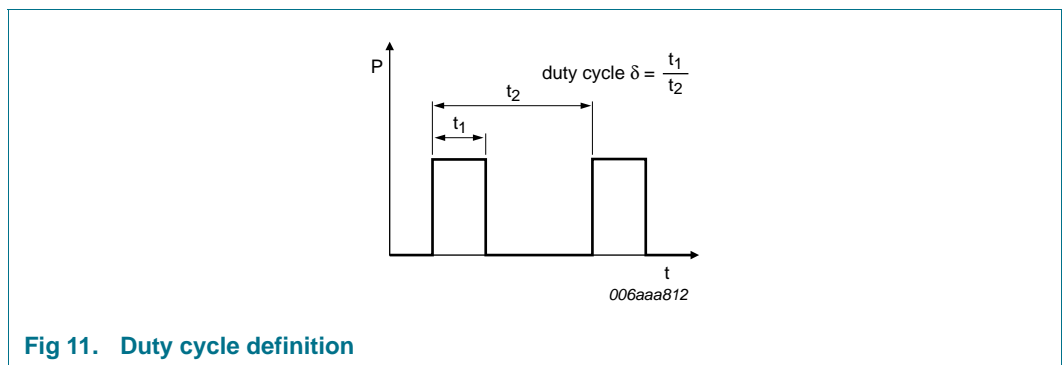 P
duty cycle δ = t1
t2
t2
t1
t
006aaa812
Fig 11. Duty cycle definition